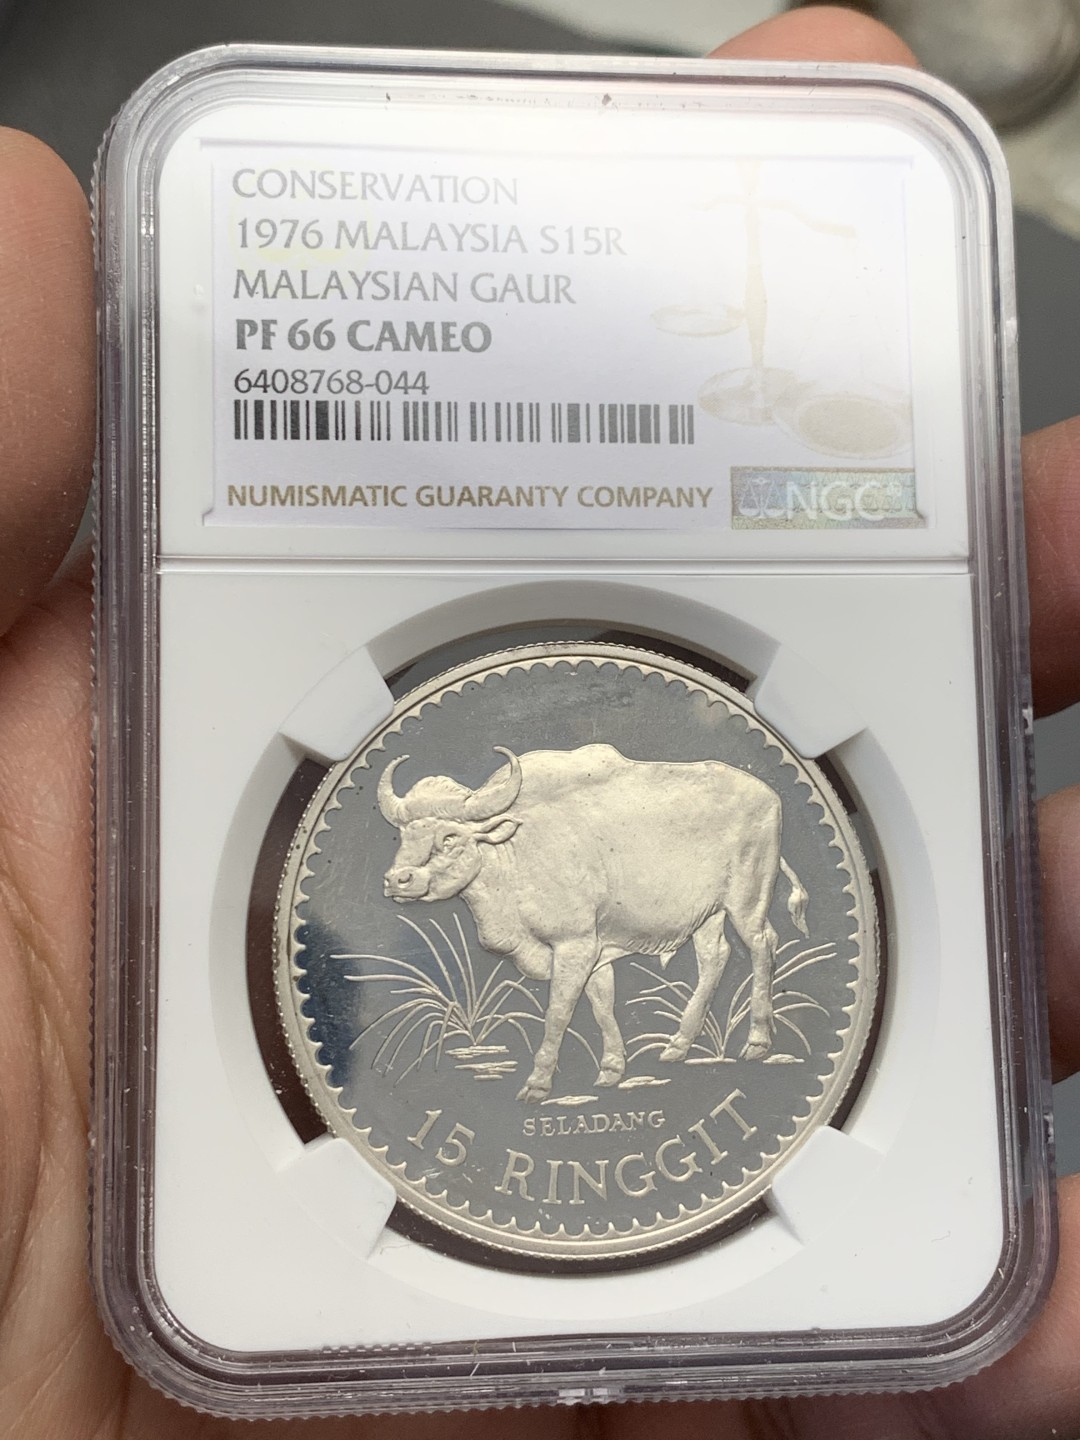 CONSERVATION
1976 MALAYSIA S15R
MALAYSIAN GAUR
PF 66 CAMEO
6408768-044
NUMISMATIC GUARANTY COMPANY
NGC
SELADANG
15 RINGGIT